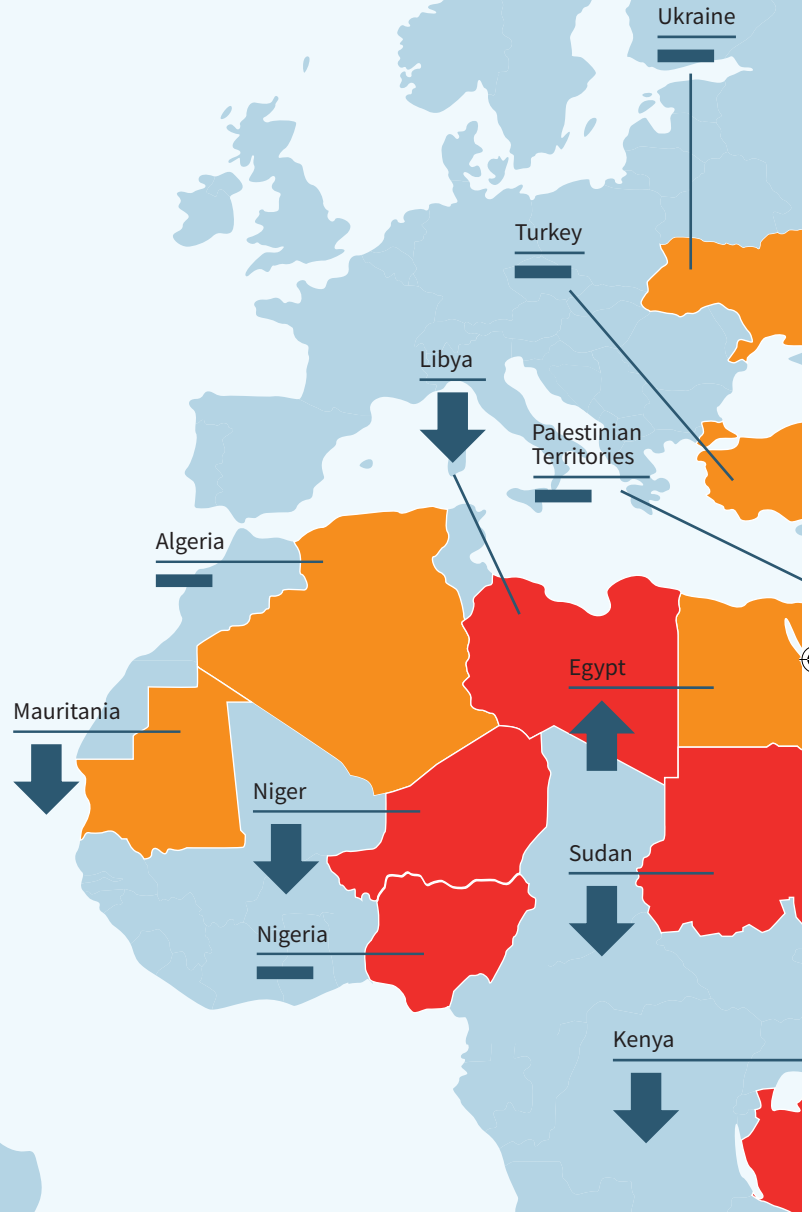 Ukraine
Turkey
Libya
Palestinian
Territories
Algeria
Egypt
Mauritania
Niger
Sudan
Nigeria
Kenya